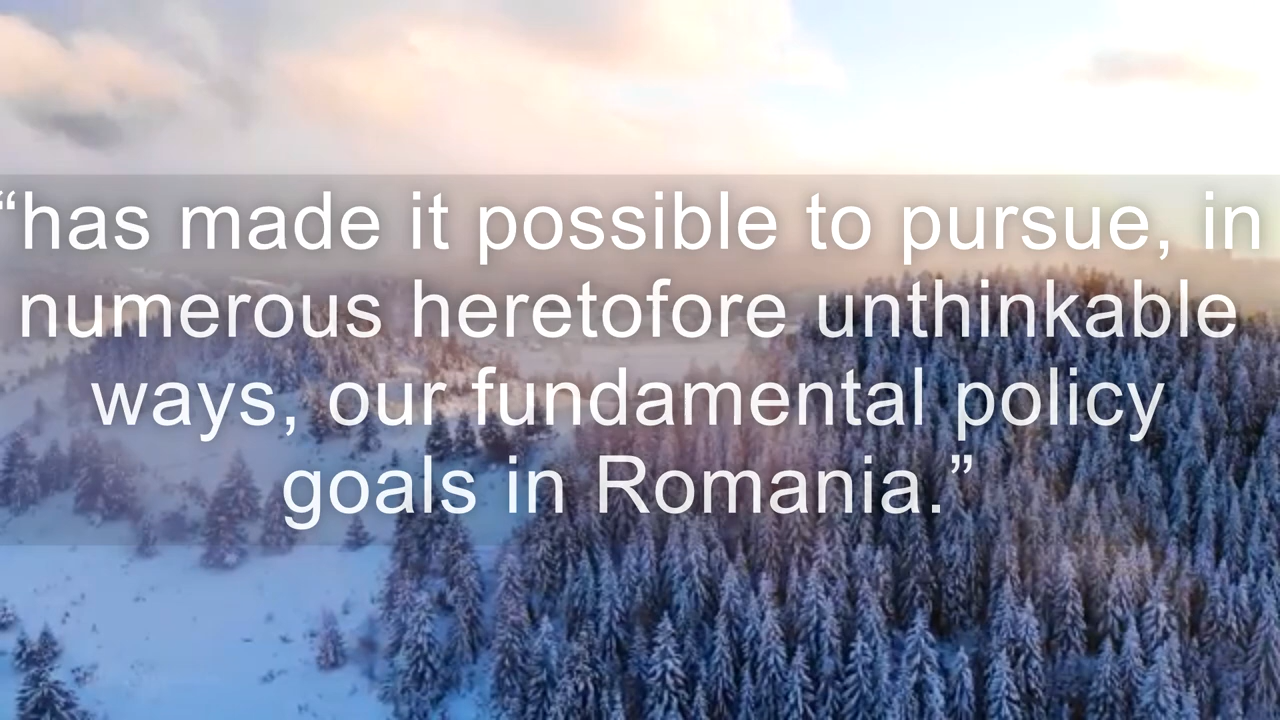 “has made it possible to pursue, in
numerous heretofore unthinkable
ways, our fundamental policy
goals in Romania.”